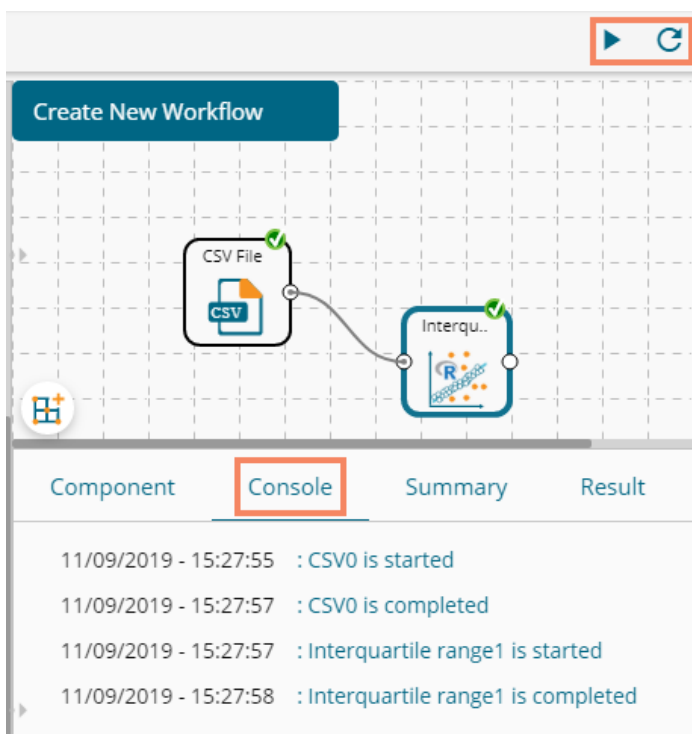 Create New Workflow
CSV File
CSV
Interqu..
R
Component Console Summary Result
11/09/2019 - 15:27:55 : CSV0 is started
11/09/2019 - 15:27:57 : CSV0 is completed
11/09/2019 - 15:27:57 : Interquartile range1 is started
11/09/2019 - 15:27:58 : Interquartile range1 is completed